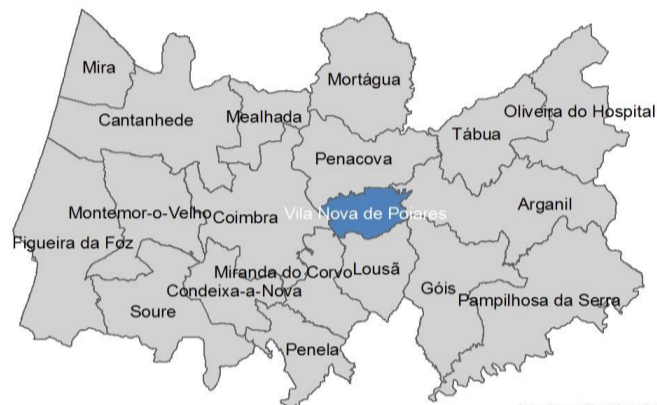 Mira
Mortágua
Cantanhede
Mealhada
Oliveira do Hospital
Tábua
Penacova
Arganil
Montemor-o-Velho
Coimbra
Vila Nova de Poiares
Figueira da Foz
Miranda do Corvo
Lousã
Condeixa-a-Nova
Góis
Pampilhosa da Serra
Soure
Penela